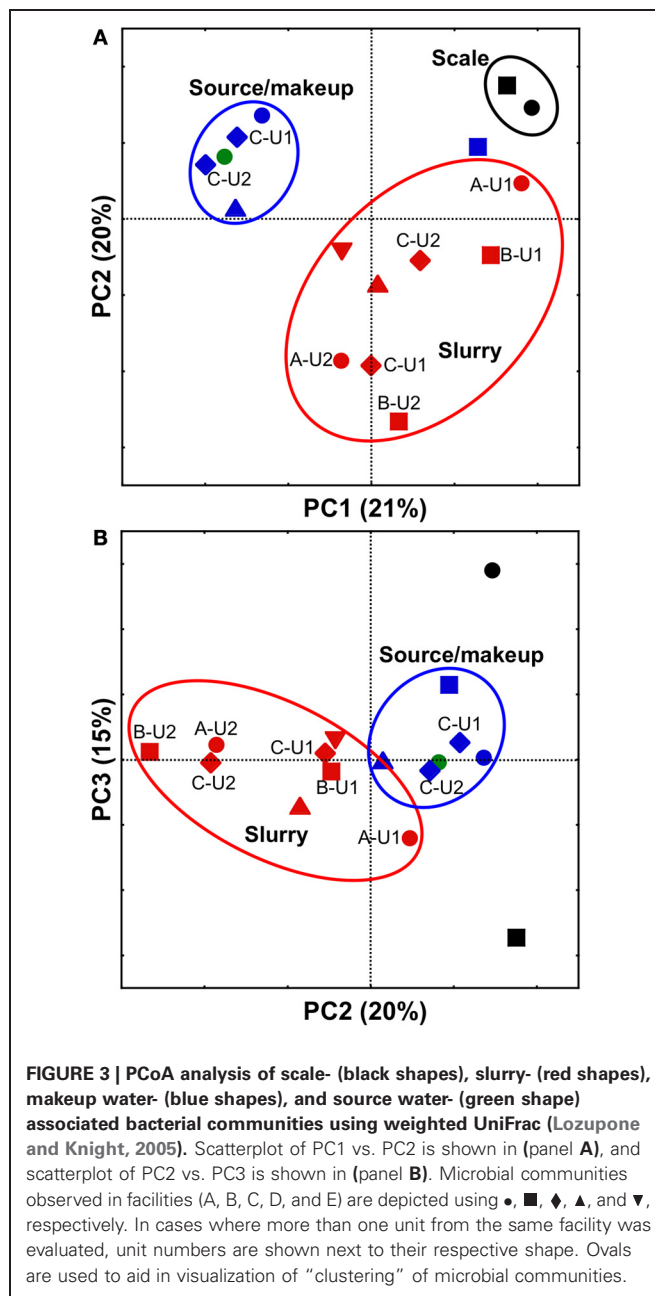 A
Source/makeup
Scale
C-U1
C-U2
A-U1
C-U2
B-U1
A-U2
C-U1
Slurry
B-U2
PC2 (20%)
PC1 (21%)
B
Source/makeup
C-U1
B-U2
A-U2
C-U1
C-U2
B-U1
C-U2
Slurry
A-U1
PC3 (15%)
PC2 (20%)
FIGURE 3 | PCoA analysis of scale- (black shapes), slurry- (red shapes),
makeup water- (blue shapes), and source water- (green shape)
associated bacterial communities using weighted UniFrac (Lozupone
and Knight, 2005). Scatterplot of PC1 vs. PC2 is shown in (panel A), and
scatterplot of PC2 vs. PC3 is shown in (panel B). Microbial communities
observed in facilities (A, B, C, D, and E) are depicted using •, ■, ♦, ▲, and ▼,
respectively. In cases where more than one unit from the same facility was
evaluated, unit numbers are shown next to their respective shape. Ovals
are used to aid in visualization of “clustering” of microbial communities.